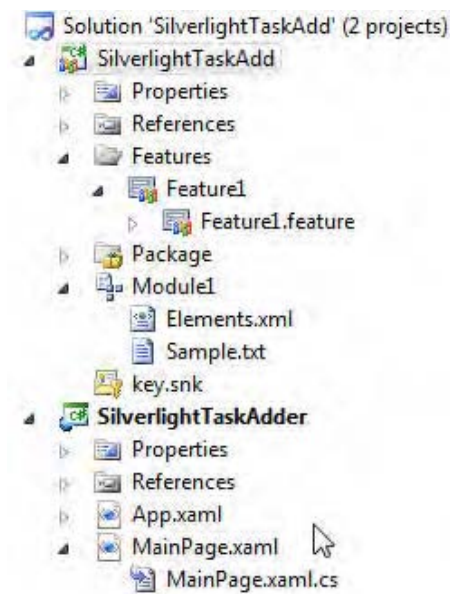 Solution 'SilverlightTaskAdd' (2 projects)
SilverlightTaskAdd
Properties
References
Features
Feature1
Feature1.feature
Package
Module1
Elements.xml
Sample.txt
key.snk
SilverlightTaskAdder
Properties
References
App.xaml
MainPage.xaml
MainPage.xaml.cs